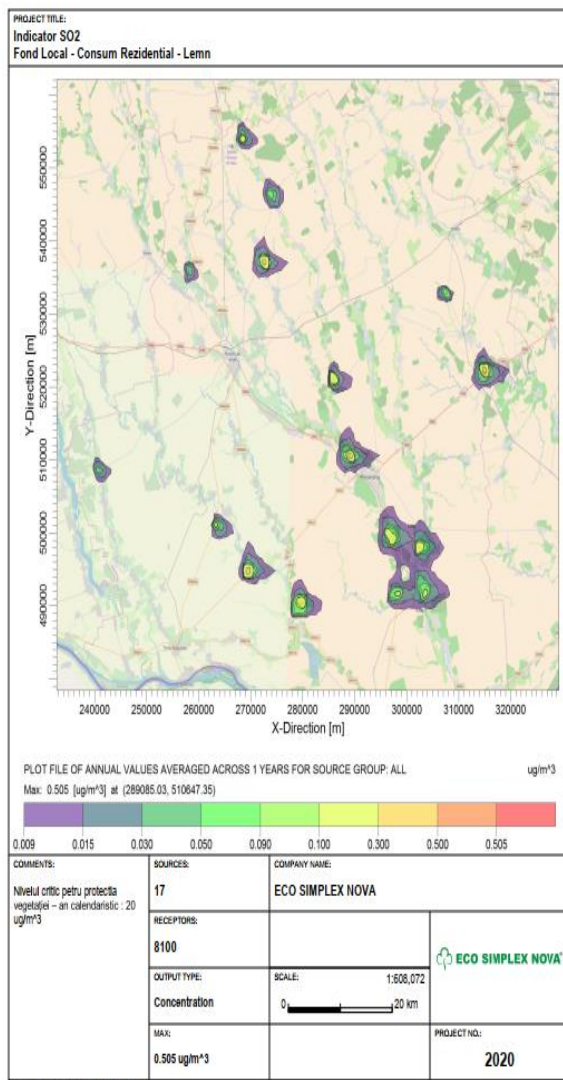 PROJECT TITLE:
Indicator SO2
Fond Local - Consum Rezidential - Lemn
Y-Direction [m]
550000
540000
530000
520000
510000
500000
490000
240000 250000 260000 270000 280000 290000 300000 310000 320000
X-Direction [m]
PLOT FILE OF ANNUAL VALUES AVERAGED ACROSS 1 YEARS FOR SOURCE GROUP: ALL ug/m^3
Max: 0.505 [ug/m^3] at (289085.03, 510647.35)
0.009 0.015 0.030 0.050 0.090 0.100 0.300 0.500 0.505
COMMENTS:
Nivelul critic petru protectia
vegetației – an calendaristic : 20
ug/m^3
SOURCES:
17
COMPANY NAME:
ECO SIMPLEX NOVA
RECEPTORS:
8100
ECO SIMPLEX NOVA
OUTPUT TYPE:
Concentration
SCALE: 1:608,072
0 20 km
MAX:
0.505 ug/m^3
PROJECT NO.:
2020